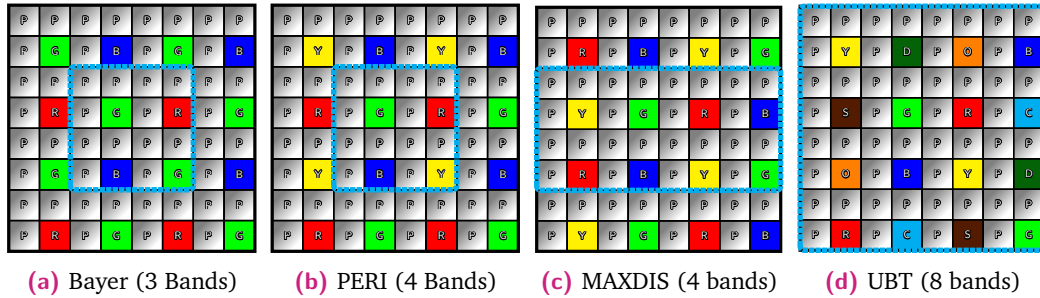 P P P P P P P P
P G P B P G P B
P P P P P P P P
P R P G P R P G
P P P P P P P P
P G P B P G P B
P P P P P P P P
P R P G P R P G
(a) Bayer (3 Bands)
P P P P P P P P
P Y P B P Y P B
P P P P P P P P
P R P G P R P G
P P P P P P P P
P Y P B P Y P B
P P P P P P P P
P R P G P R P G
(b) PERI (4 Bands)
P P P P P P P P
P R P B P Y P G
P P P P P P P P
P Y P G P R P B
P P P P P P P P
P R P B P Y P G
P P P P P P P P
P Y P G P R P B
(c) MAXDIS (4 bands)
P P P P P P P P
P Y P D P O P B
P P P P P P P P
P S P G P R P C
P P P P P P P P
P O P B P Y P D
P P P P P P P P
P R P C P S P G
(d) UBT (8 bands)